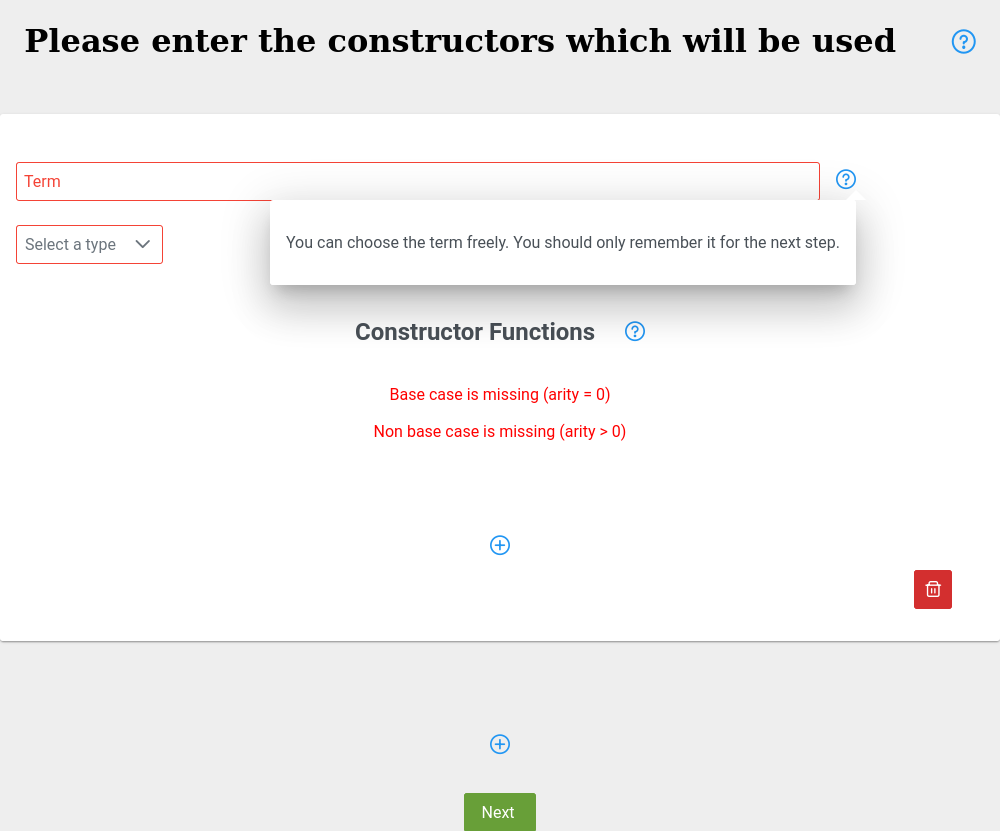 Please enter the constructors which will be used
Term
You can choose the term freely. You should only remember it for the next step.
Select a type
Constructor Functions
Base case is missing (arity = 0)
Non base case is missing (arity > 0)
Next